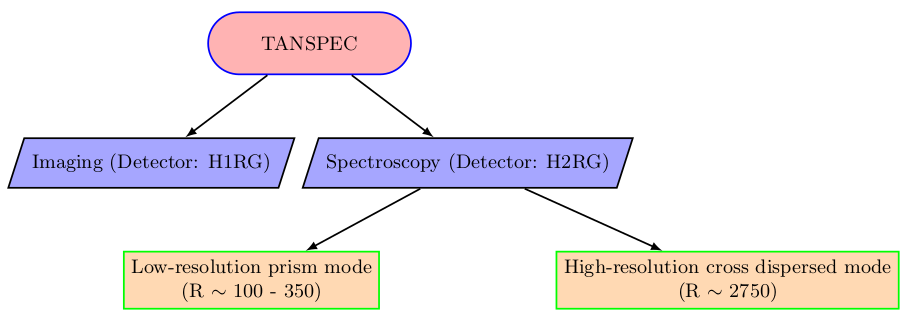 TANSPEC
Imaging (Detector: H1RG)
Spectroscopy (Detector: H2RG)
Low-resolution prism mode
(R ∼ 100 - 350)
High-resolution cross dispersed mode
(R ∼ 2750)